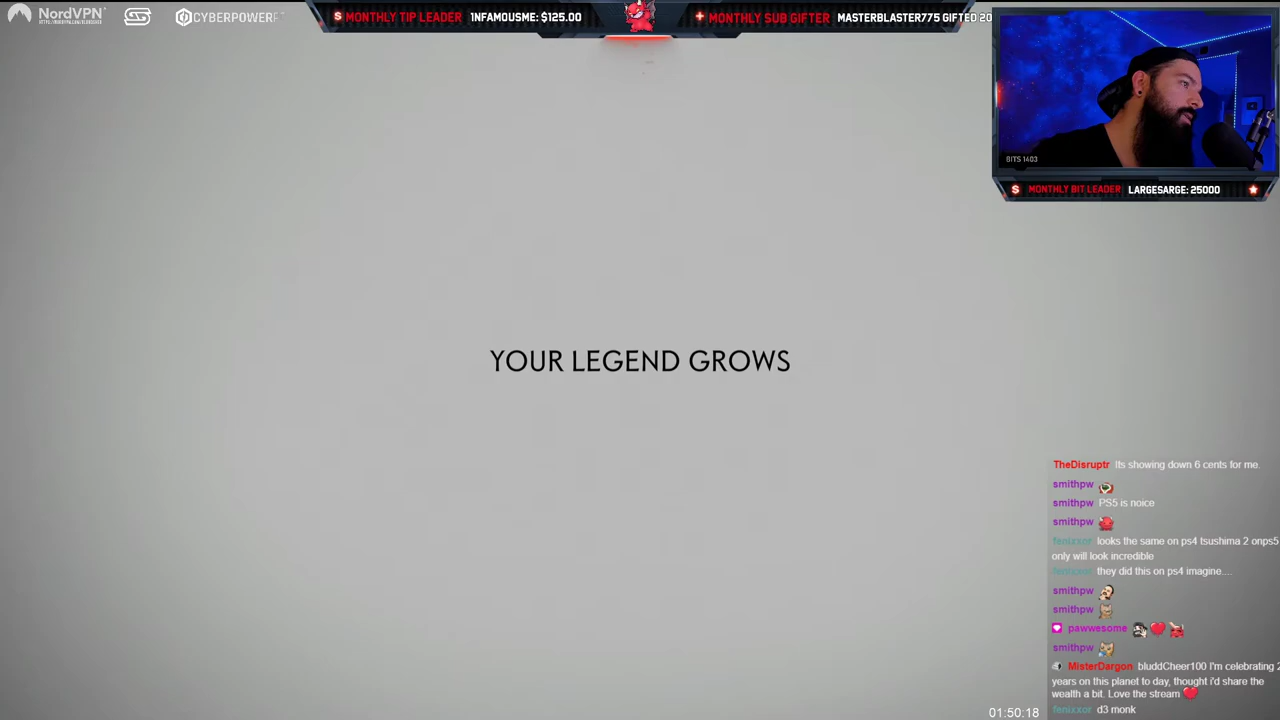 NordVPN
CYBERPOWER
$ MONTHLY TIP LEADER 1NFAMOUSME: $125.00
+ MONTHLY SUB GIFTER MASTERBLASTER775 GIFTED 20
BITS 1403
$ MONTHLY BIT LEADER LARGESARGE: 25000
YOUR LEGEND GROWS
TheDisruptr Its showing down 6 cents for me.
smithpw
smithpw PS5 is noice
smithpw
fenixxor looks the same on ps4 tsushima 2 onps5
only will look incredible
fenixxor they did this on ps4 imagine....
smithpw
smithpw
pawwesome
smithpw
MisterDargon bluddCheer100 I'm celebrating 2
years on this planet to day, thought i'd share the
wealth a bit. Love the stream
fenixxor d3 monk
01:50:18